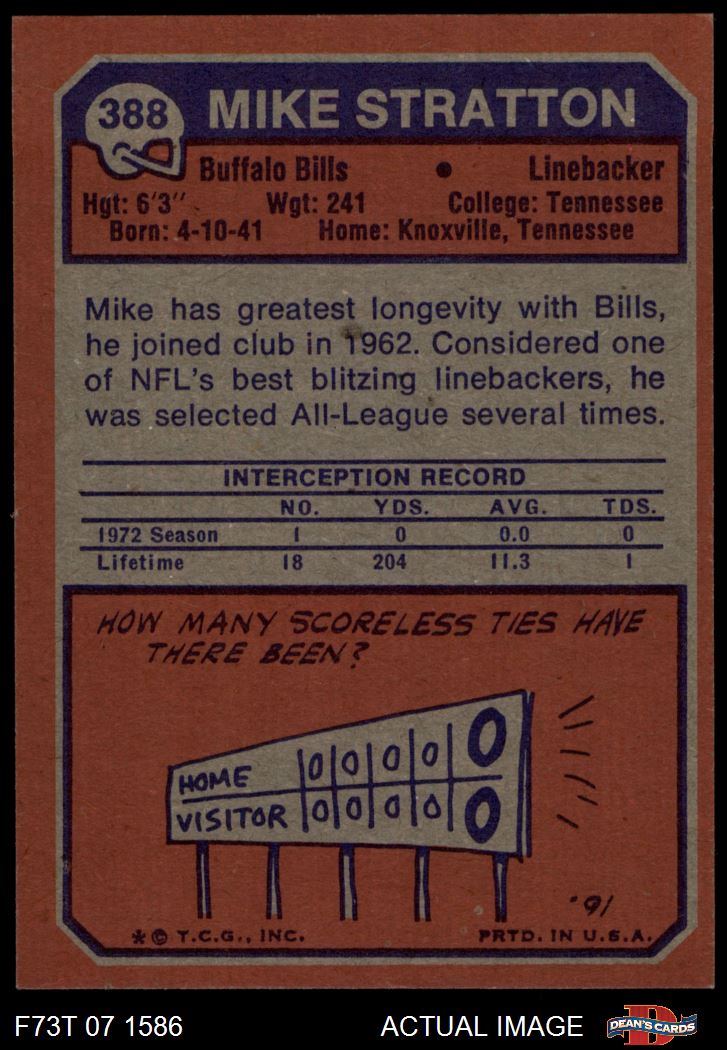 388 MIKE STRATTON
Buffalo Bills • Linebacker
Hgt: 6'3" Wgt: 241 College: Tennessee
Born: 4-10-41 Home: Knoxville, Tennessee
Mike has greatest longevity with Bills,
he joined club in 1962. Considered one
of NFL's best blitzing linebackers, he
was selected All-League several times.
INTERCEPTION RECORD
NO. YDS. AVG. TDS.
1972 Season 1 0 0.0 0
Lifetime 18 204 11.3 1
HOW MANY SCORELESS TIES HAVE
THERE BEEN?
HOME 0 0 0 0 0
VISITOR 0 0 0 0 0
'91
* © T.C.G., INC. PRTD. IN U.S.A.
F73T 07 1586 ACTUAL IMAGE D DEAN'S CARDS